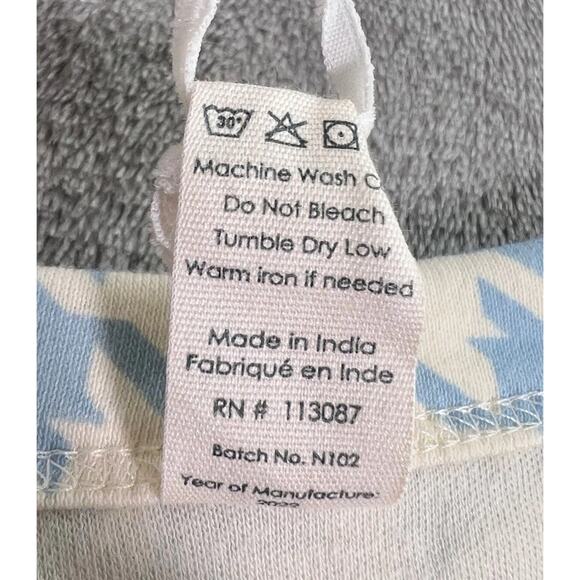 30°
Machine Wash C
Do Not Bleach
Tumble Dry Low
Warm iron if needed
Made in India
Fabriqué en Inde
RN # 113087
Batch No. N102
Year of Manufacture: